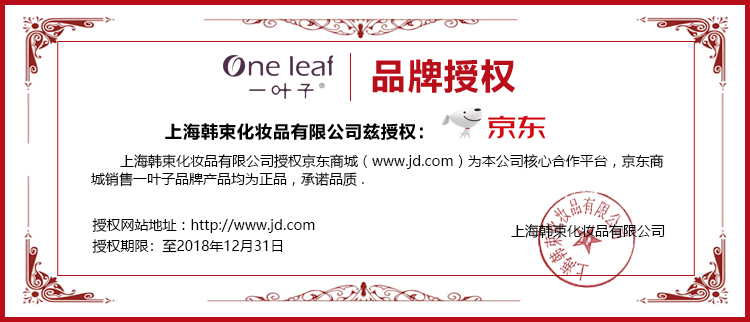 One leaf
一叶子®
品牌授权
上海韩束化妆品有限公司兹授权：
京东
上海韩束化妆品有限公司授权京东商城（www.jd.com）为本公司核心合作平台，京东商
城销售一叶子品牌产品均为正品，承诺品质.
授权网站地址：http://www.jd.com
授权期限：至2018年12月31日
上海韩束化妆品有限公司
上海韩束化妆品有限公司